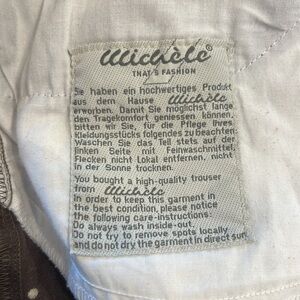 Michèle®
THAT'S FASHION
Sie haben ein hochwertiges Produkt
aus dem Hause Michèle
erworben. Damit Sie möglichst lange
den Tragekomfort geniessen können,
bitten wir Sie, für die Pflege Ihres
Kleidungsstücks folgendes zu beachten:
Waschen Sie das Teil stets auf der
linken Seite mit Feinwaschmittel,
Flecken nicht Lokal entfernen, nicht
in der Sonne trocknen.
You bought a high-quality trouser
from Michèle
In order to keep this garment in
the best condition, please notice
the following care-instructions:
Do always wash inside-out.
Do not try to remove spots locally
and do not dry the garment in direct sun.